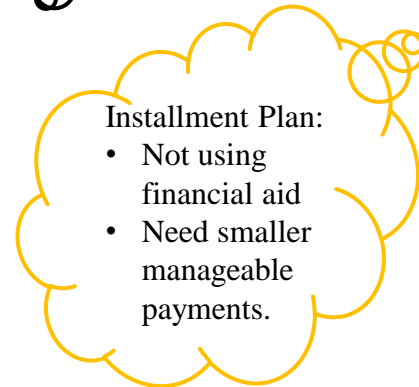 Installment Plan:
• Not using
financial aid
• Need smaller
manageable
payments.